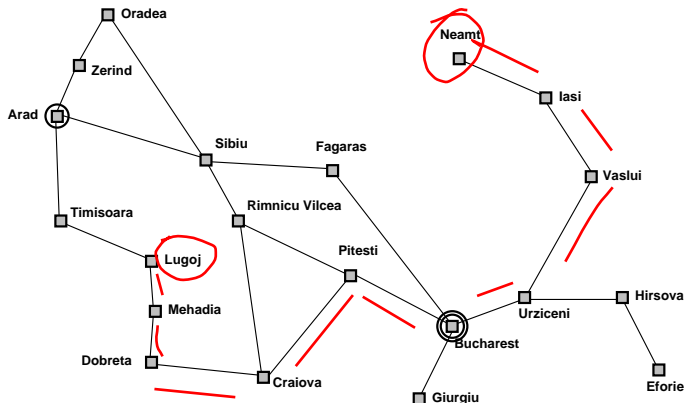 Oradea
Neamt
Zerind
Iasi
Arad
Sibiu
Fagaras
Vaslui
Timisoara
Rimnicu Vilcea
Lugoj
Pitesti
Mehadia
Hirsova
Urziceni
Bucharest
Dobreta
Craiova
Eforie
Giurgiu